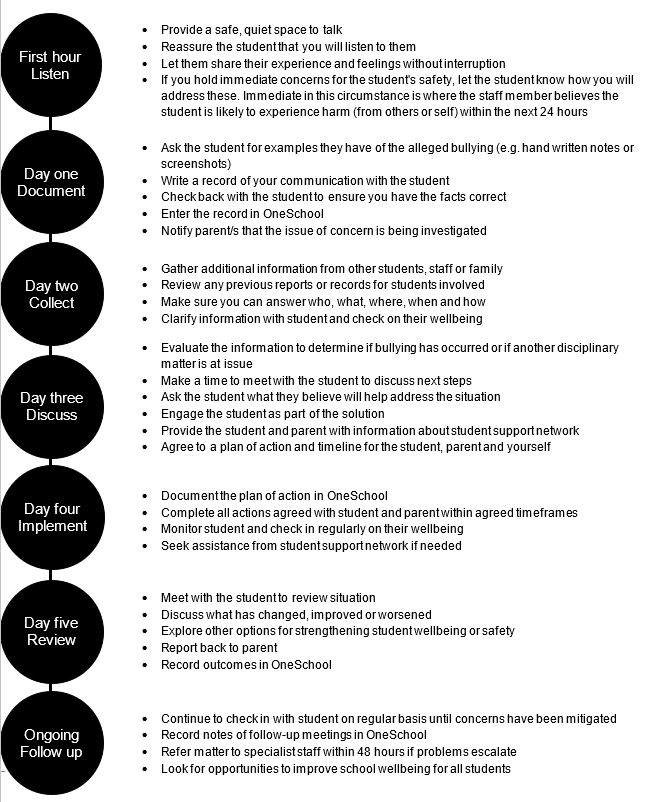 First hour
Listen
• Provide a safe, quiet space to talk
• Reassure the student that you will listen to them
• Let them share their experience and feelings without interruption
• If you hold immediate concerns for the student's safety, let the student know how you will
address these. Immediate in this circumstance is where the staff member believes the
student is likely to experience harm (from others or self) within the next 24 hours
Day one
Document
• Ask the student for examples they have of the alleged bullying (e.g. hand written notes or
screenshots)
• Write a record of your communication with the student
• Check back with the student to ensure you have the facts correct
• Enter the record in OneSchool
• Notify parent/s that the issue of concern is being investigated
Day two
Collect
• Gather additional information from other students, staff or family
• Review any previous reports or records for students involved
• Make sure you can answer who, what, where, when and how
• Clarify information with student and check on their wellbeing
Day three
Discuss
• Evaluate the information to determine if bullying has occurred or if another disciplinary
matter is at issue
• Make a time to meet with the student to discuss next steps
• Ask the student what they believe will help address the situation
• Engage the student as part of the solution
• Provide the student and parent with information about student support network
• Agree to a plan of action and timeline for the student, parent and yourself
Day four
Implement
• Document the plan of action in OneSchool
• Complete all actions agreed with student and parent within agreed timeframes
• Monitor student and check in regularly on their wellbeing
• Seek assistance from student support network if needed
Day five
Review
• Meet with the student to review situation
• Discuss what has changed, improved or worsened
• Explore other options for strengthening student wellbeing or safety
• Report back to parent
• Record outcomes in OneSchool
Ongoing
Follow up
• Continue to check in with student on regular basis until concerns have been mitigated
• Record notes of follow-up meetings in OneSchool
• Refer matter to specialist staff within 48 hours if problems escalate
• Look for opportunities to improve school wellbeing for all students